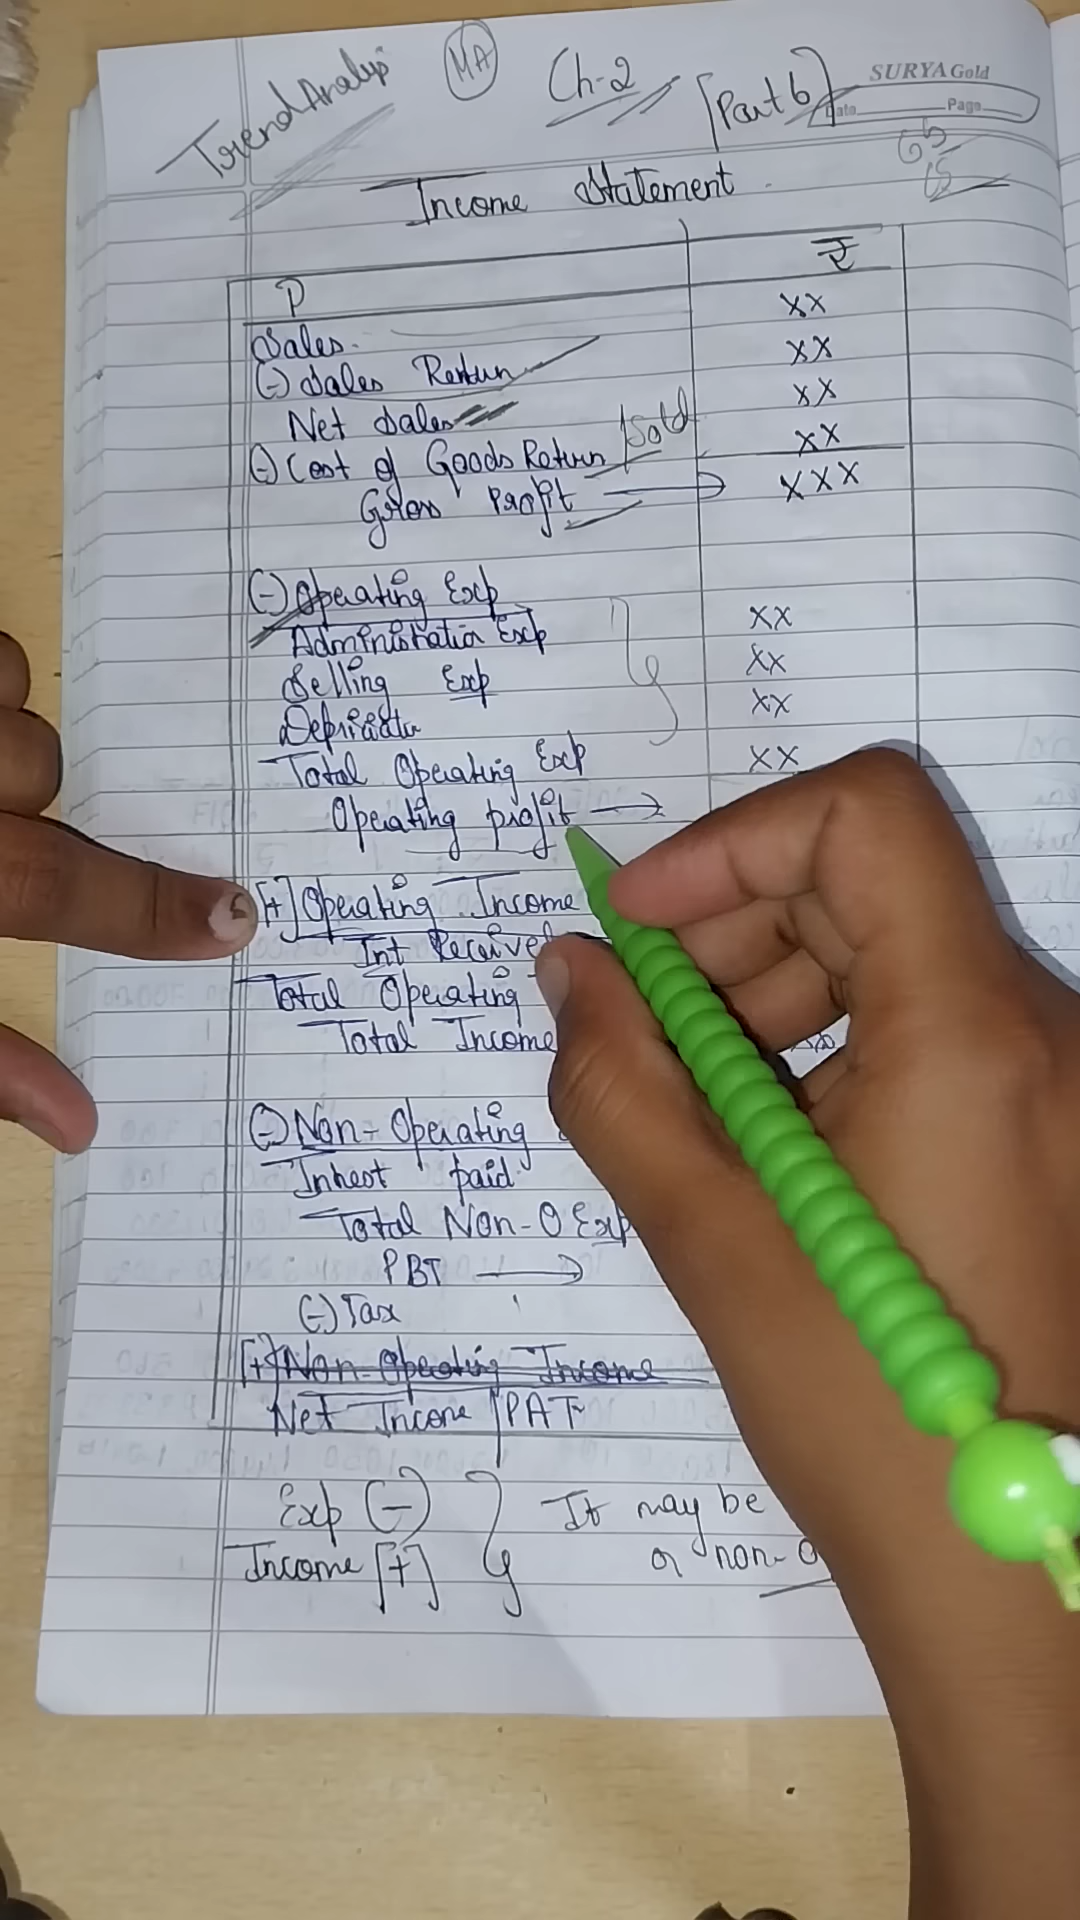 Trend Analysis
MA
Ch-2
[Part 6]
SURYA Gold
Date Page
65
15
Income Statement
P ₹
Sales. XX
(-) Sales Return XX
Net Sales XX
(-) Cost of Goods Return / Sold XX
Gross Profit → XXX
(-) Operating Exp
Administration Exp XX
Selling Exp XX
XX
Total Operating Exp XX
Operating profit →
[+] Operating Income
Int
Total Operating
Total Income
(-) Non-Operating
paid
Total Non-O Exp
PBT →
(-) Tax
[+] Non-Operating Income
Net Income / PAT
Exp (-) It may be
Income [+] or non-